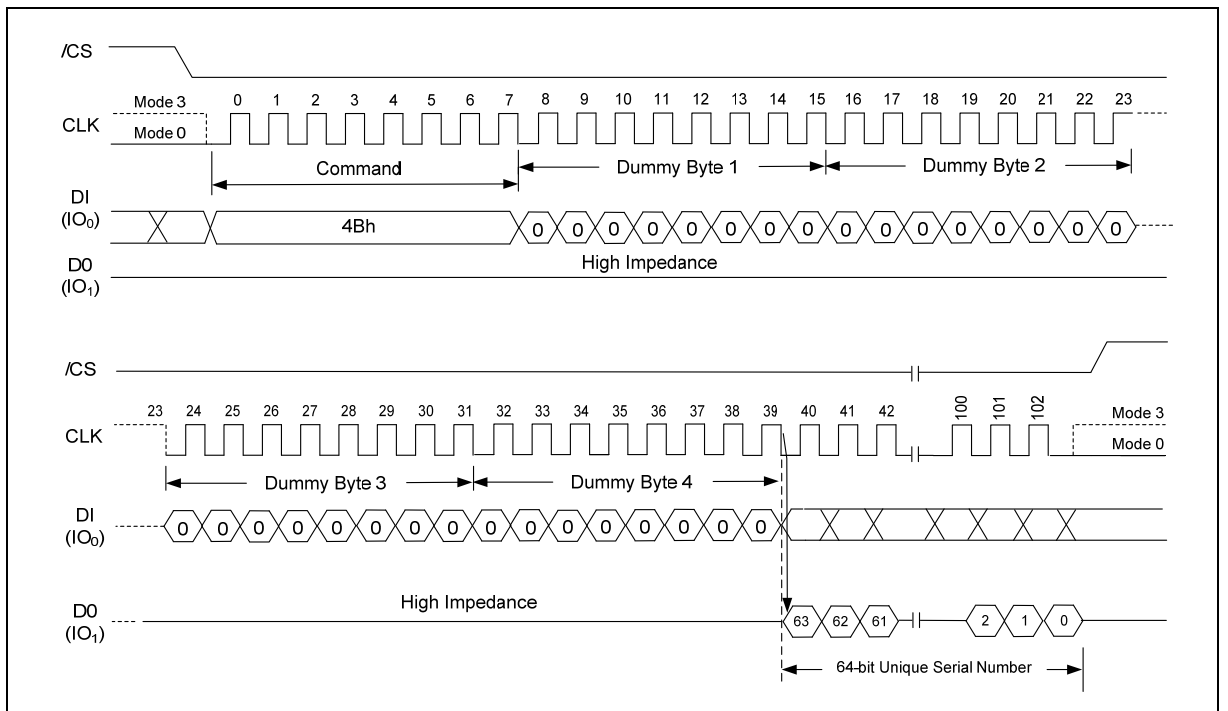 /CS
Mode 3
0 1 2 3 4 5 6 7 8 9 10 11 12 13 14 15 16 17 18 19 20 21 22 23
CLK
Mode 0
Command
Dummy Byte 1
Dummy Byte 2
DI
(IO₀)
4Bh
0 0 0 0 0 0 0 0 0 0 0 0 0 0 0 0
High Impedance
D0
(IO₁)
/CS
23 24 25 26 27 28 29 30 31 32 33 34 35 36 37 38 39 40 41 42 100 101 102
Mode 3
CLK
Mode 0
Dummy Byte 3
Dummy Byte 4
DI
(IO₀)
0 0 0 0 0 0 0 0 0 0 0 0 0 0 0 0
High Impedance
D0
(IO₁)
63 62 61 2 1 0
64-bit Unique Serial Number